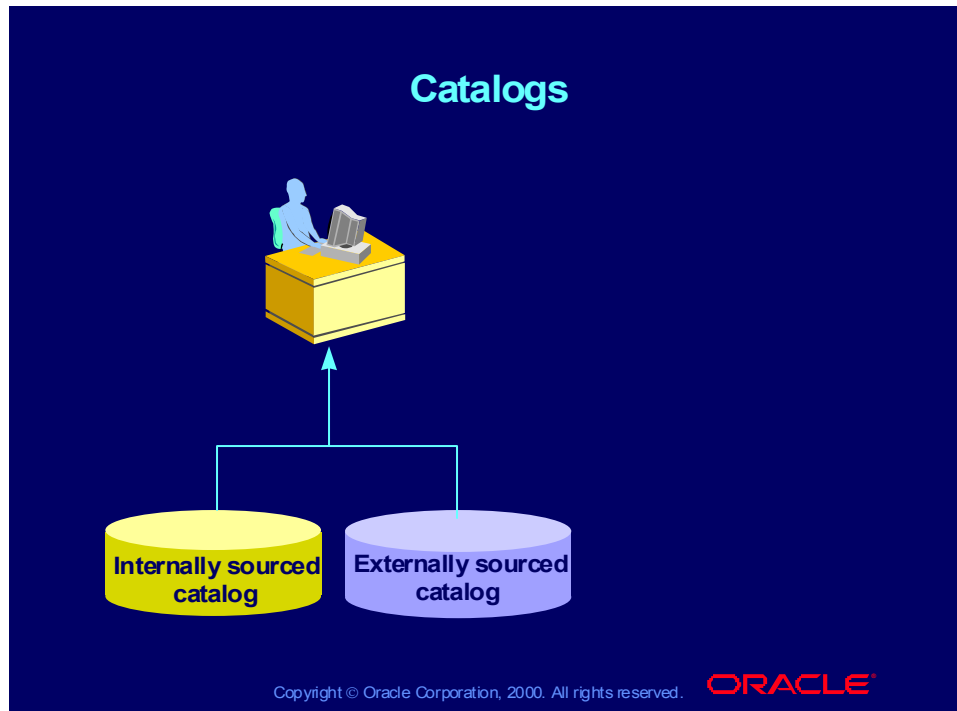 Catalogs
Internally sourced
catalog
Externally sourced
catalog
Copyright © Oracle Corporation, 2000. All rights reserved.
ORACLE®